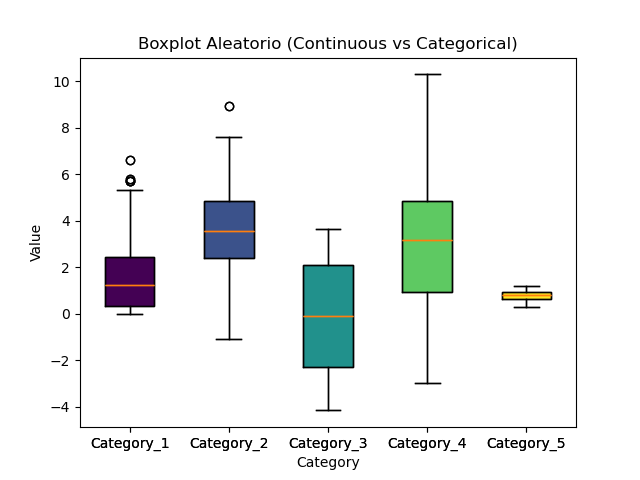 Boxplot Aleatorio (Continuous vs Categorical)
10
8
6
4
2
0
−2
−4
Value
Category_1 Category_2 Category_3 Category_4 Category_5
Category